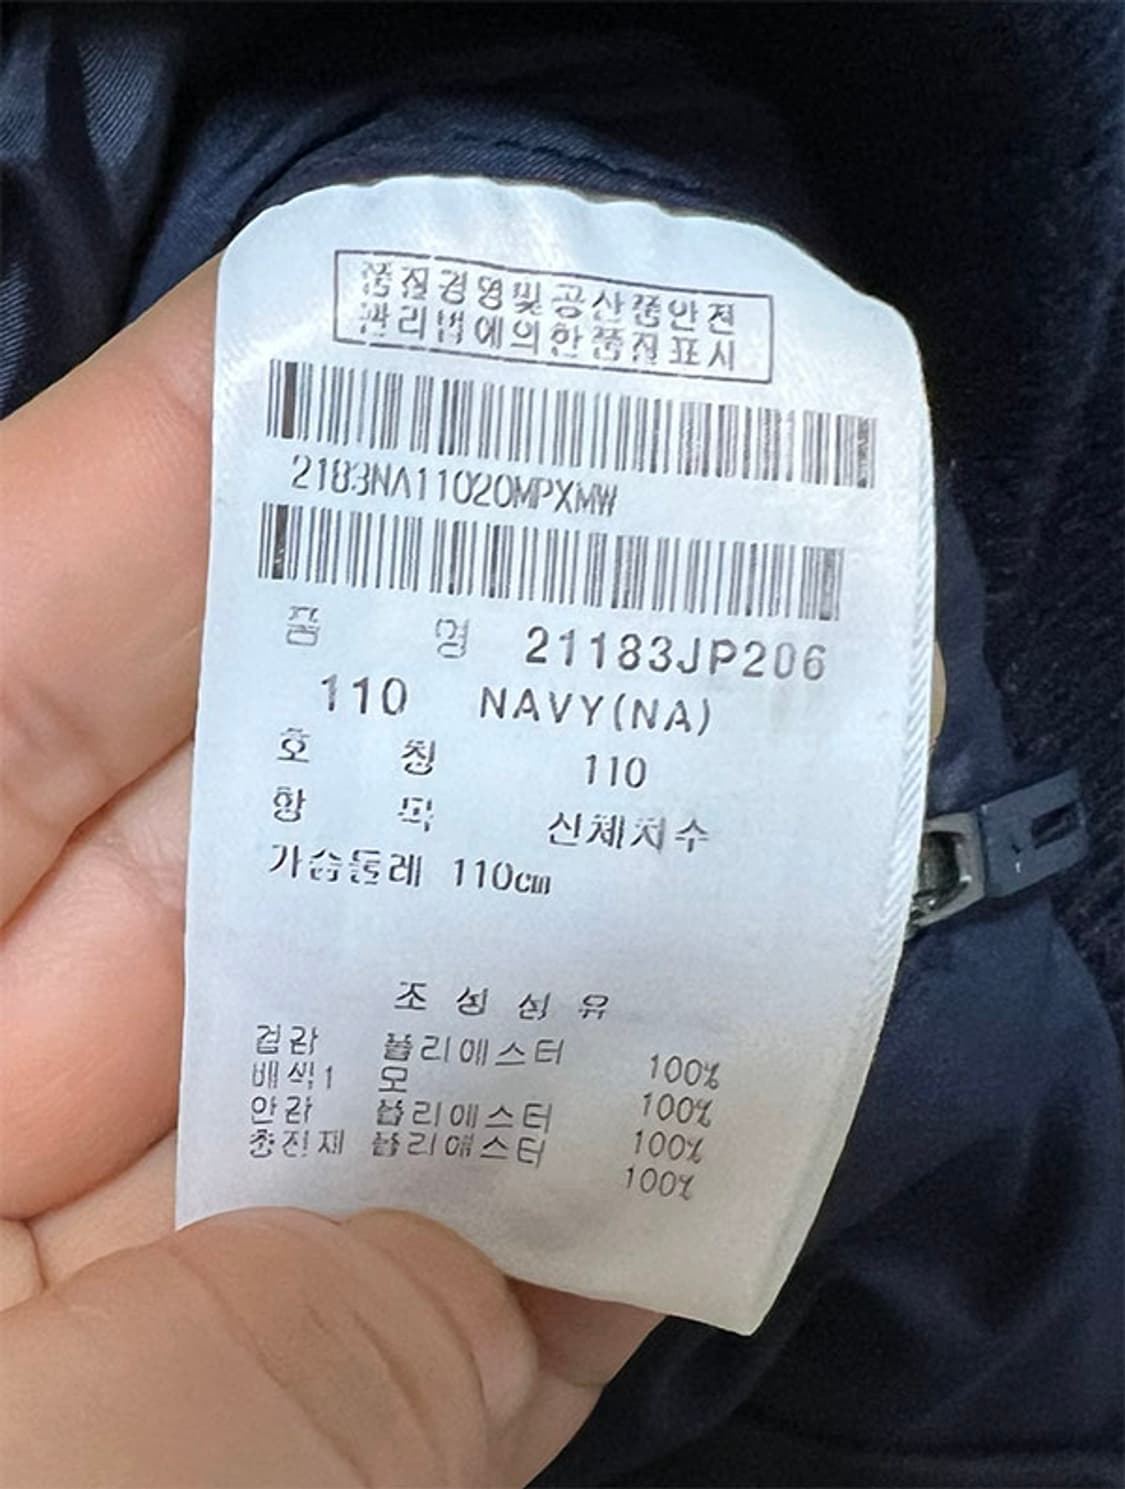 품질경영및공산품안전
관리법에의한품질표시
2183NA11020MPXMW
품 명 21183JP206
110 NAVY(NA)
호 칭 110
항 목 신체치수
가슴둘레 110cm
조 성 섬 유
겉감 폴리에스터 100%
배색1 모 100%
안감 폴리에스터 100%
충전재 폴리에스터 100%